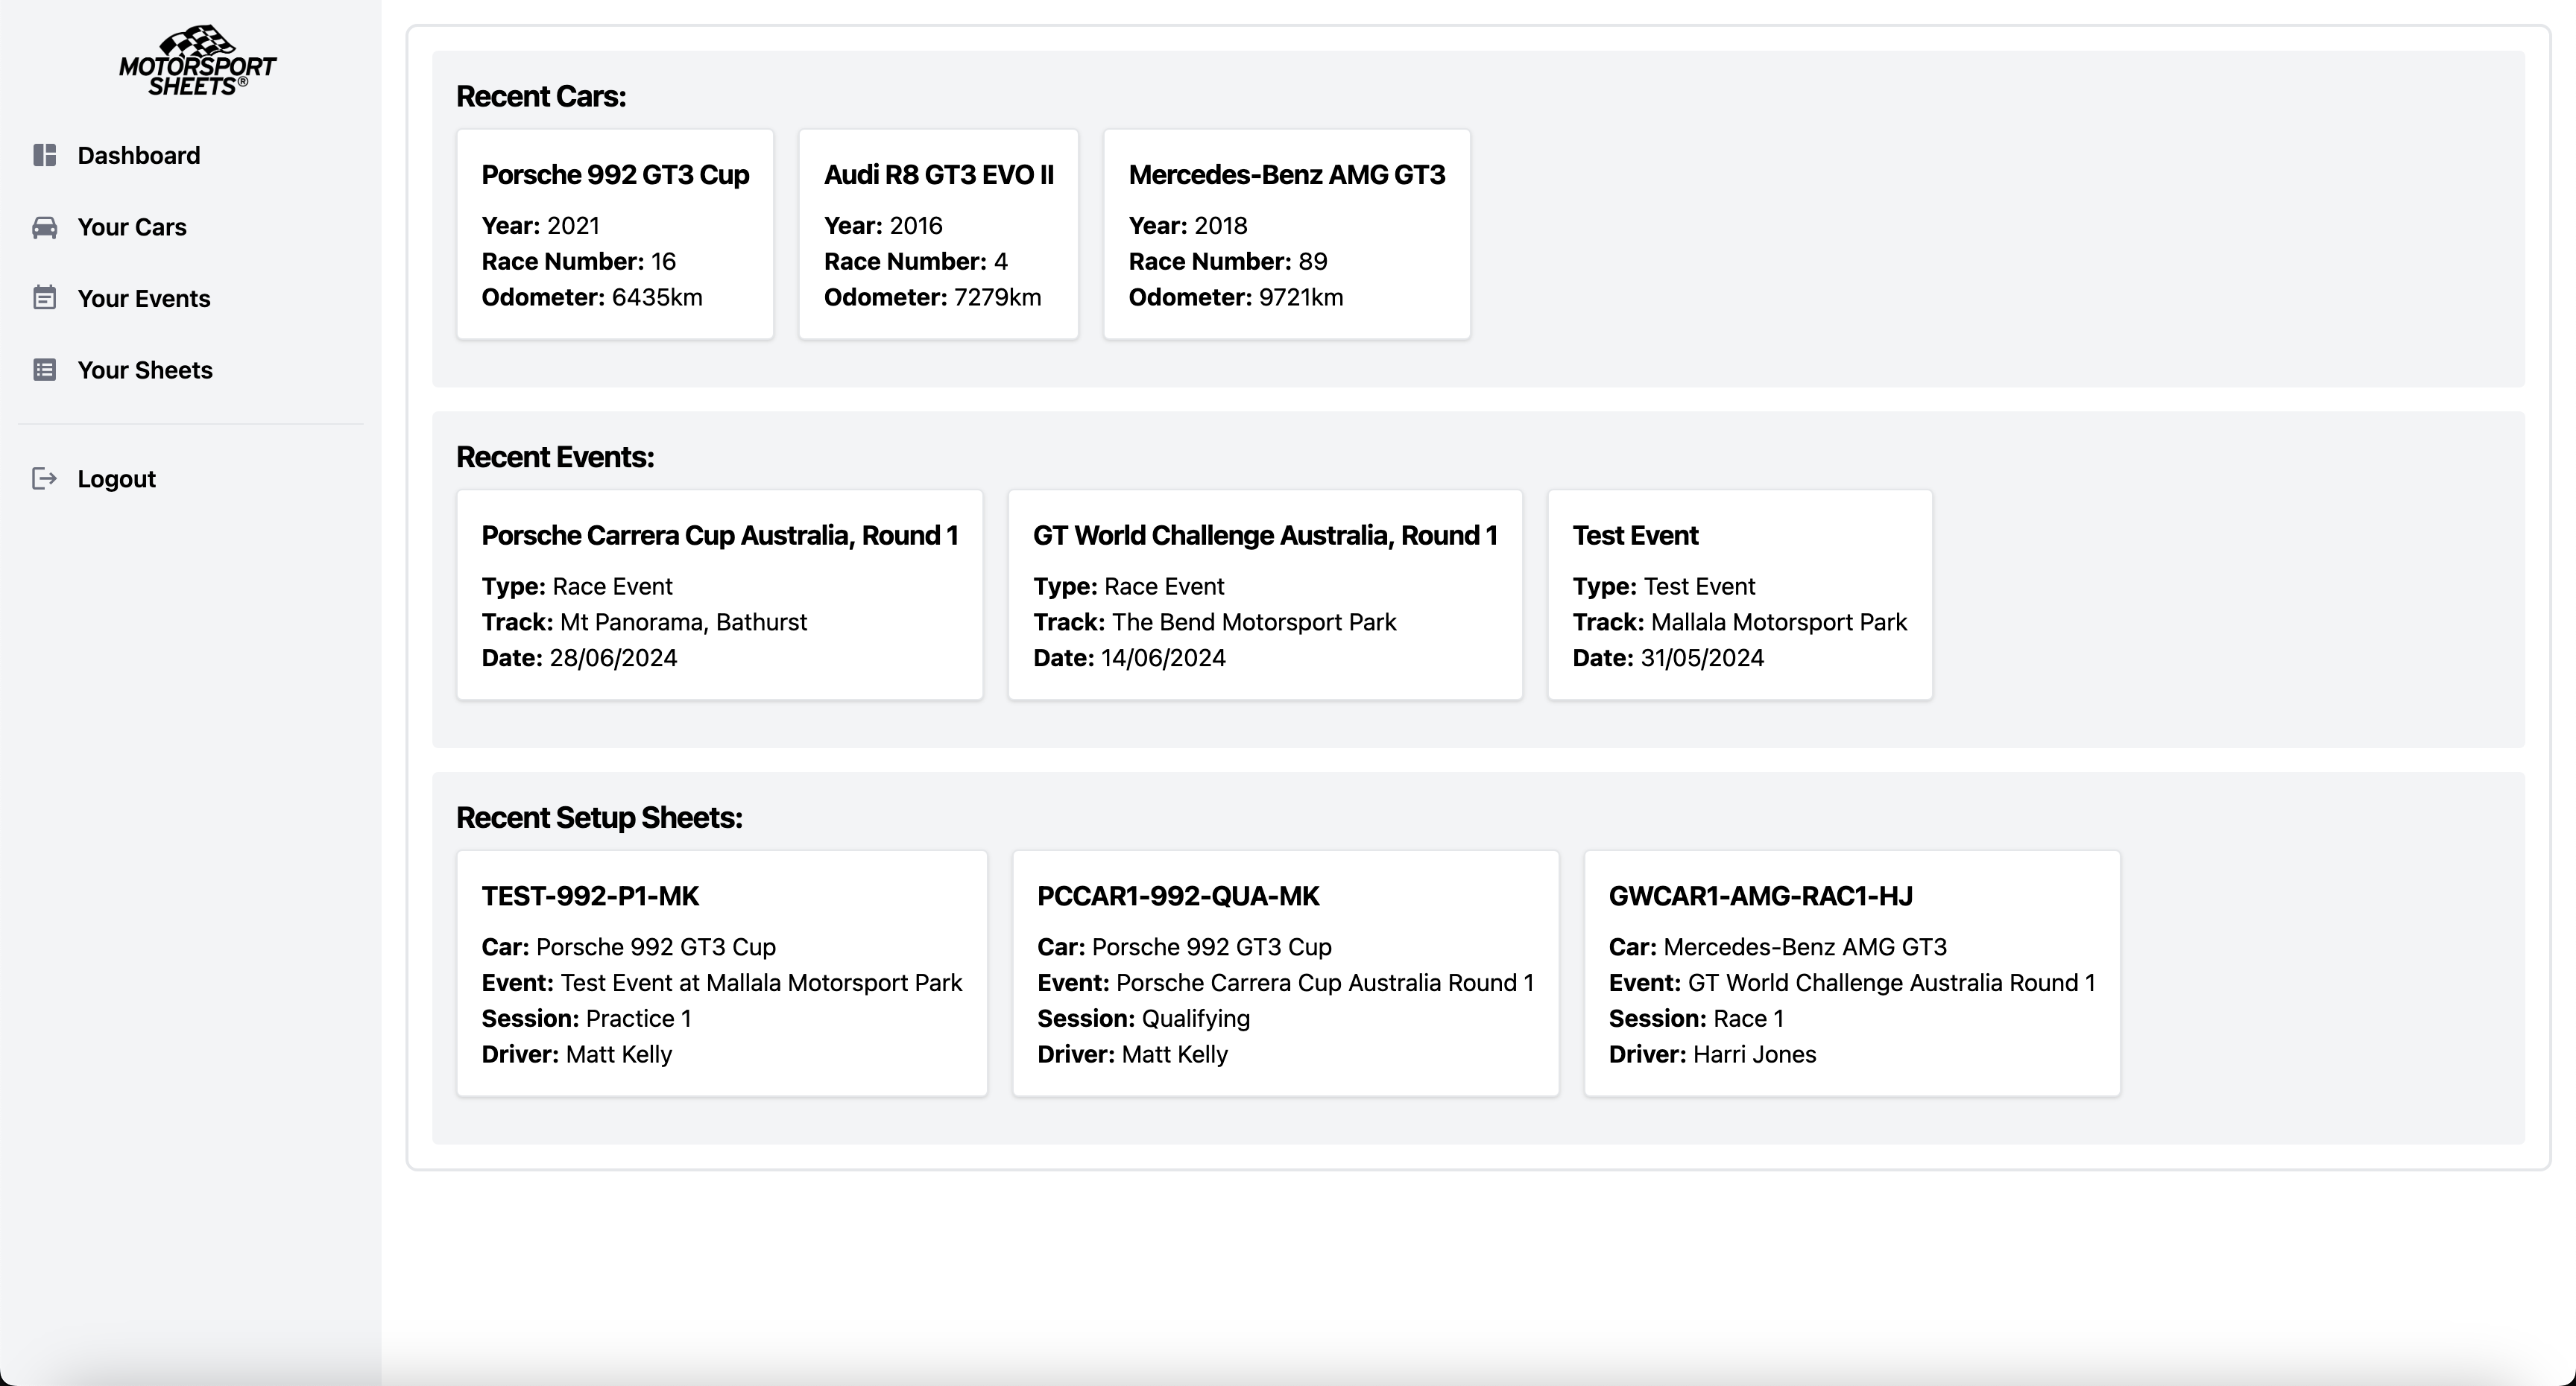 MOTORSPORT
SHEETS®
Dashboard
Your Cars
Your Events
Your Sheets
Logout
Recent Cars:
Porsche 992 GT3 Cup
Year: 2021
Race Number: 16
Odometer: 6435km
Audi R8 GT3 EVO II
Year: 2016
Race Number: 4
Odometer: 7279km
Mercedes-Benz AMG GT3
Year: 2018
Race Number: 89
Odometer: 9721km
Recent Events:
Porsche Carrera Cup Australia, Round 1
Type: Race Event
Track: Mt Panorama, Bathurst
Date: 28/06/2024
GT World Challenge Australia, Round 1
Type: Race Event
Track: The Bend Motorsport Park
Date: 14/06/2024
Test Event
Type: Test Event
Track: Mallala Motorsport Park
Date: 31/05/2024
Recent Setup Sheets:
TEST-992-P1-MK
Car: Porsche 992 GT3 Cup
Event: Test Event at Mallala Motorsport Park
Session: Practice 1
Driver: Matt Kelly
PCCAR1-992-QUA-MK
Car: Porsche 992 GT3 Cup
Event: Porsche Carrera Cup Australia Round 1
Session: Qualifying
Driver: Matt Kelly
GWCAR1-AMG-RAC1-HJ
Car: Mercedes-Benz AMG GT3
Event: GT World Challenge Australia Round 1
Session: Race 1
Driver: Harri Jones